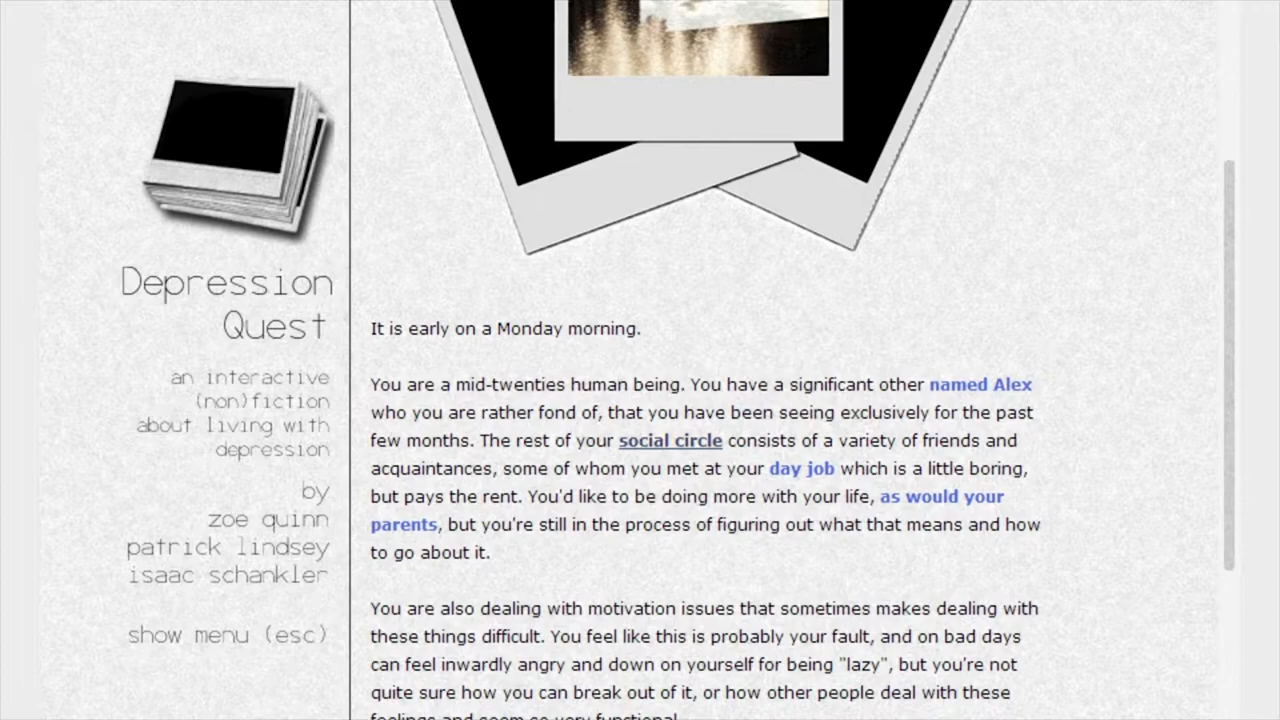 Depression
Quest
an interactive
(non)fiction
about living with
depression
by
zoe quinn
patrick lindsey
isaac schankler
show menu (esc)
It is early on a Monday morning.
You are a mid-twenties human being. You have a significant other named Alex
who you are rather fond of, that you have been seeing exclusively for the past
few months. The rest of your social circle consists of a variety of friends and
acquaintances, some of whom you met at your day job which is a little boring,
but pays the rent. You'd like to be doing more with your life, as would your
parents, but you're still in the process of figuring out what that means and how
to go about it.
You are also dealing with motivation issues that sometimes makes dealing with
these things difficult. You feel like this is probably your fault, and on bad days
can feel inwardly angry and down on yourself for being "lazy", but you're not
quite sure how you can break out of it, or how other people deal with these
feelings and seem so very functional.